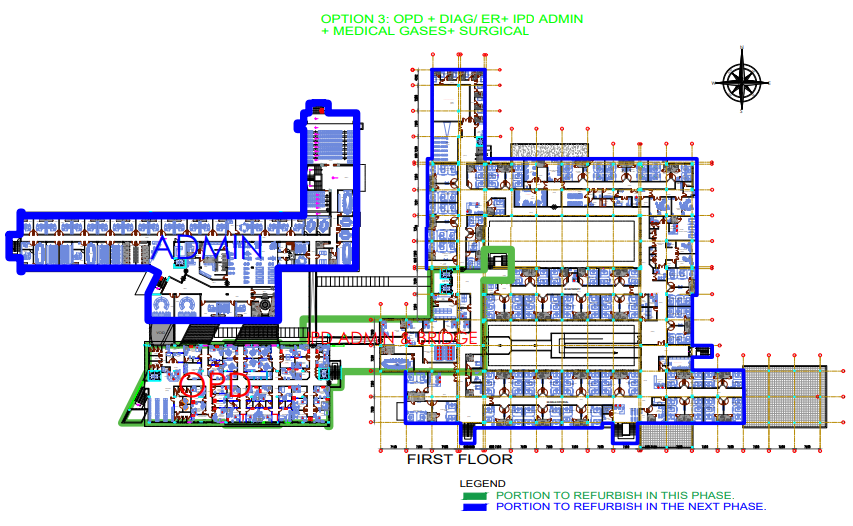 OPTION 3: OPD + DIAG/ ER+ IPD ADMIN
+ MEDICAL GASES+ SURGICAL
ADMIN
IPD ADMIN & BRIDGE
OPD
FIRST FLOOR
LEGEND
PORTION TO REFURBISH IN THIS PHASE.
PORTION TO REFURBISH IN THE NEXT PHASE.